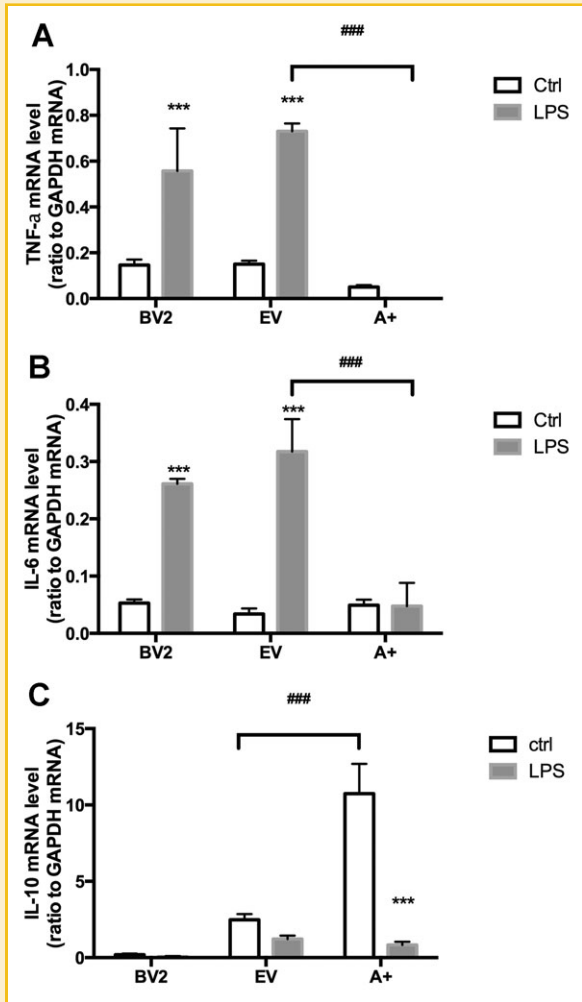 A
###
1.0
0.8
0.6
0.4
0.2
0.0
TNF-a mRNA level
(ratio to GAPDH mRNA)
***
***
Ctrl
LPS
BV2
EV
A+
B
###
0.4
0.3
0.2
0.1
0.0
IL-6 mRNA level
(ratio to GAPDH mRNA)
***
***
Ctrl
LPS
BV2
EV
A+
C
###
15
10
5
0
IL-10 mRNA level
(ratio to GAPDH mRNA)
***
ctrl
LPS
BV2
EV
A+